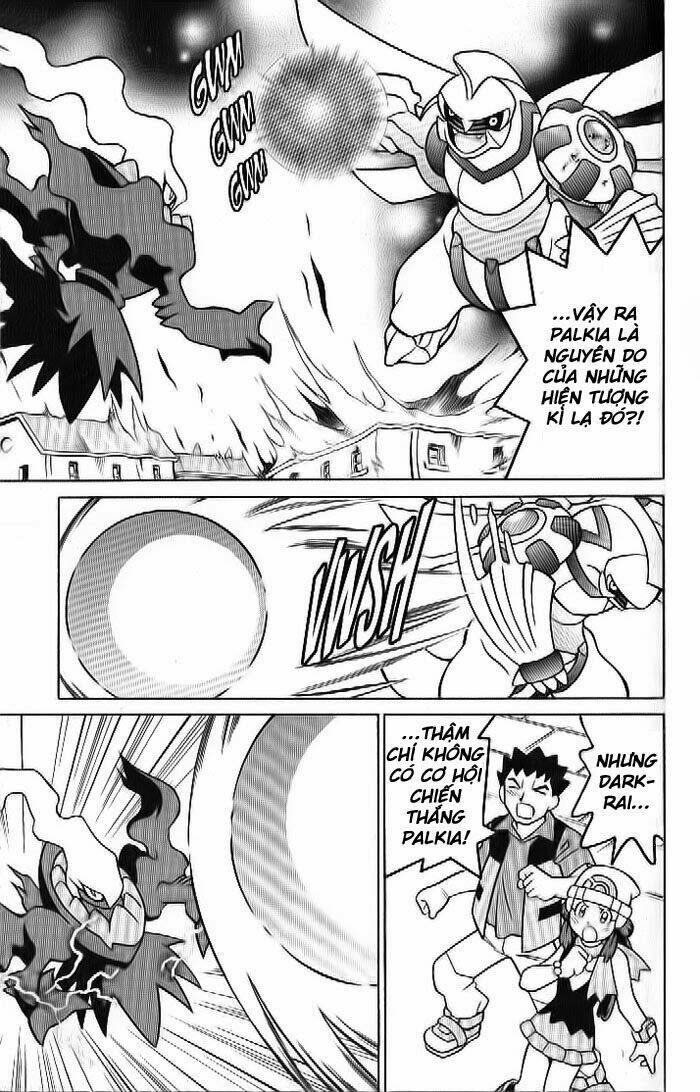 GWM
GWM
GWM
...VẬY RA
PALKIA LÀ
NGUYÊN DO
CỦA NHỮNG
HIỆN TƯỢNG
KÌ LẠ ĐÓ?!
VWSH
NHƯNG
DARK-
RAI...
...THẬM
CHÍ KHÔNG
CÓ CƠ HỘI
CHIẾN
THẮNG
PALKIA!